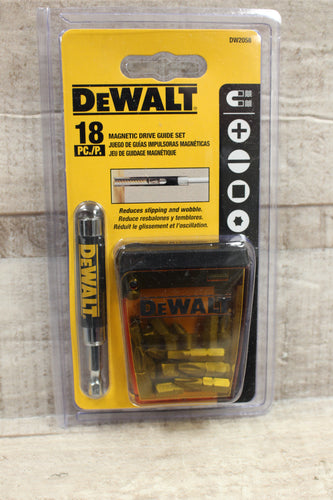 DW2058
DEWALT
18
PC./P.
MAGNETIC DRIVE GUIDE SET
JUEGO DE GUÍAS IMPULSORAS MAGNÉTICAS
JEU DE GUIDAGE MAGNÉTIQUE
Reduces slipping and wobble.
Reduce resbalones y temblores.
Réduit le glissement et l'oscillation.
DEWALT
DEWALT